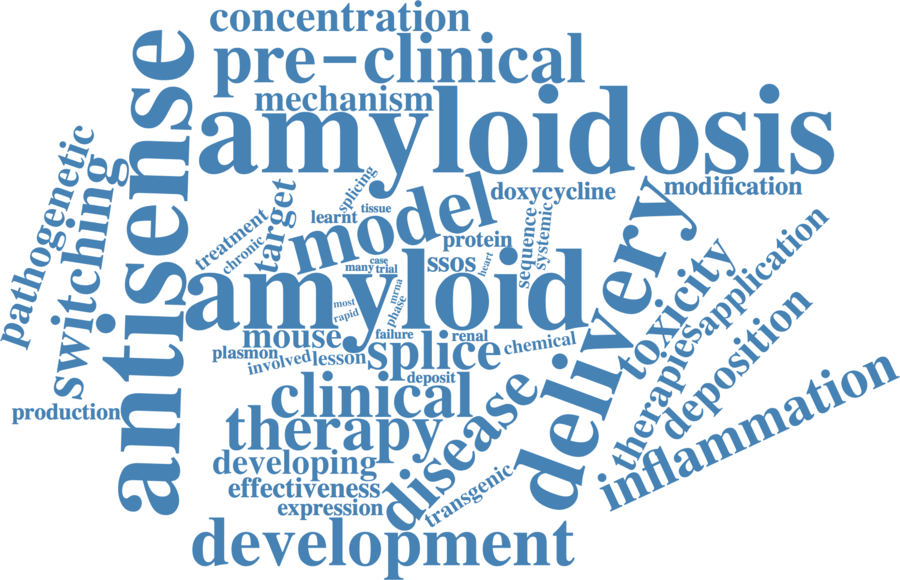 concentration
pre-clinical
mechanism
amyloidosis
antisense
pathogenetic
switching
production
splicing
tissue
learnt
target
treatment
chronic
model
doxycycline
modification
protein
ssos
heart
sequence
systemic
case
many
trial
amyloid
most
rapid
mrna
phase
delivery
toxicity
application
therapies
deposition
inflammation
mouse
failure
renal
plasmon
involved
lesson
splice
chemical
deposit
clinical
therapy
disease
developing
effectiveness
expression
transgenic
development